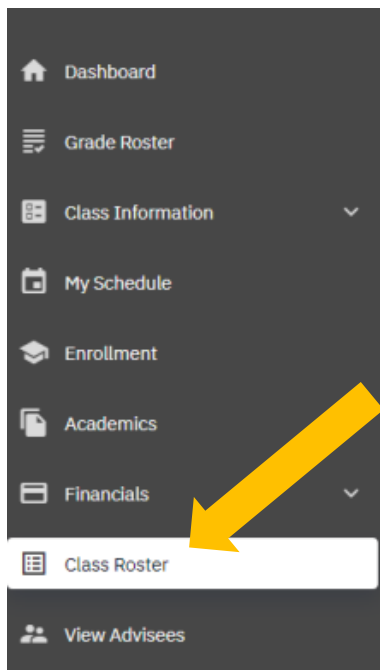 Dashboard
Grade Roster
Class Information
My Schedule
Enrollment
Academics
Financials
Class Roster
View Advisees